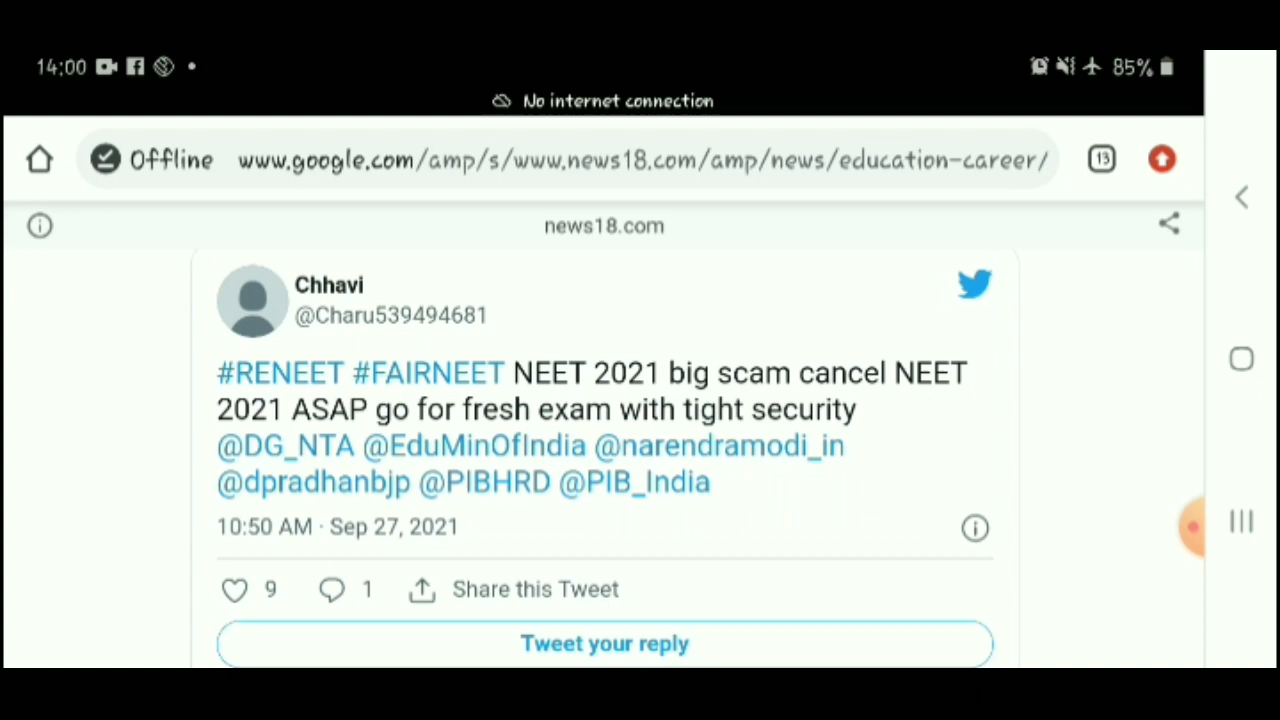 14:00 85%
No internet connection
Offline www.google.com/amp/s/www.news18.com/amp/news/education-career/ 13
news18.com
Chhavi
@Charu539494681
#RENEET #FAIRNEET NEET 2021 big scam cancel NEET
2021 ASAP go for fresh exam with tight security
@DG_NTA @EduMinOfIndia @narendramodi_in
@dpradhanbjp @PIBHRD @PIB_India
10:50 AM · Sep 27, 2021
9 1 Share this Tweet
Tweet your reply